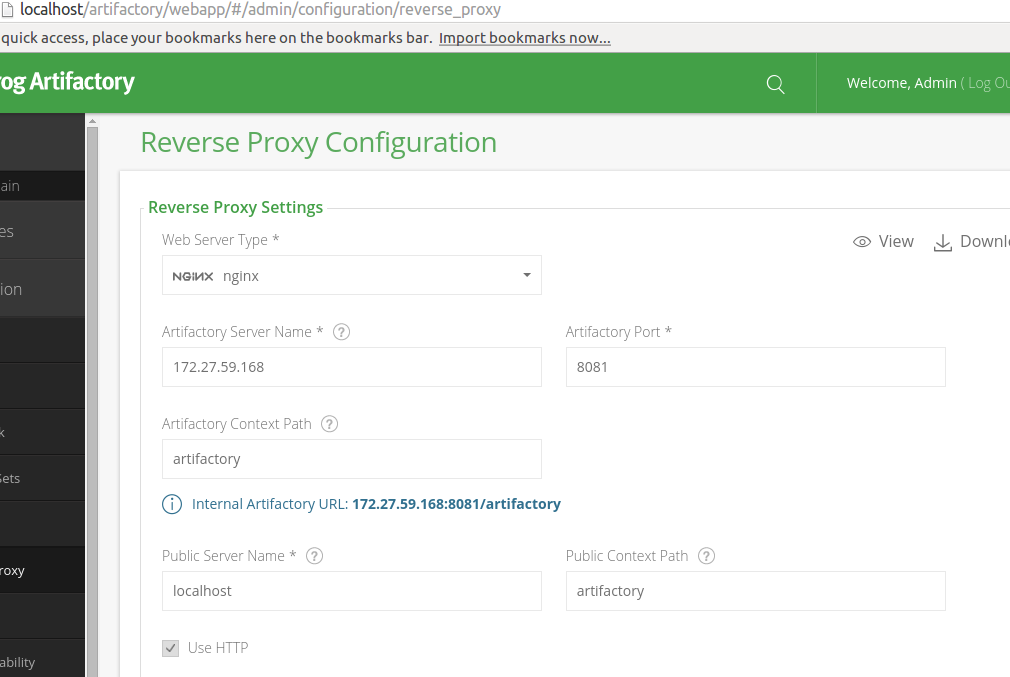 localhost/artifactory/webapp/#/admin/configuration/reverse_proxy
quick access, place your bookmarks here on the bookmarks bar. Import bookmarks now...
rog Artifactory
Welcome, Admin ( Log Ou
Reverse Proxy Configuration
ain
es
ion
k
Sets
roxy
ability
Reverse Proxy Settings
Web Server Type *
View Downl
NGINX nginx
Artifactory Server Name * ? Artifactory Port *
172.27.59.168 8081
Artifactory Context Path ?
artifactory
Internal Artifactory URL: 172.27.59.168:8081/artifactory
Public Server Name * ? Public Context Path ?
localhost artifactory
Use HTTP